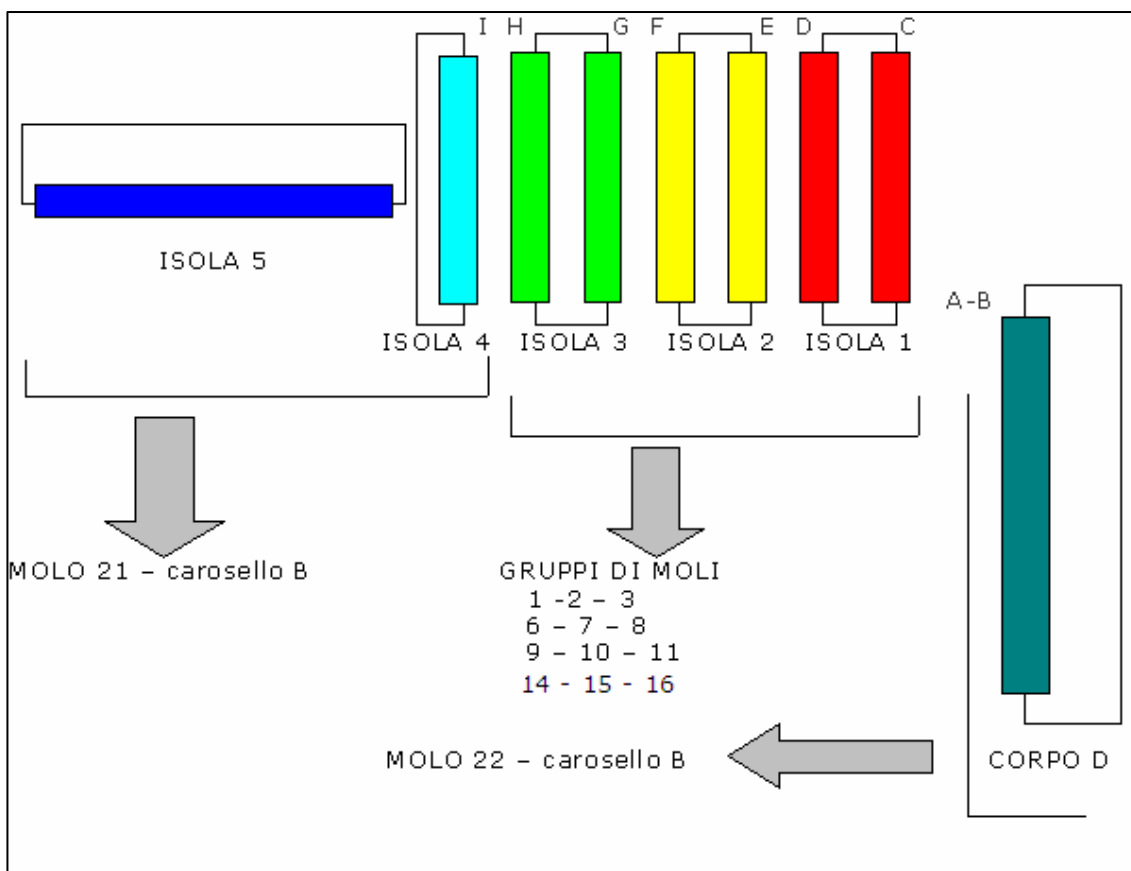 I H G F E D C
ISOLA 5
A-B
ISOLA 4 ISOLA 3 ISOLA 2 ISOLA 1
MOLO 21 – carosello B
GRUPPI DI MOLI
1 -2 – 3
6 – 7 – 8
9 – 10 – 11
14 - 15 - 16
MOLO 22 – carosello B
CORPO D